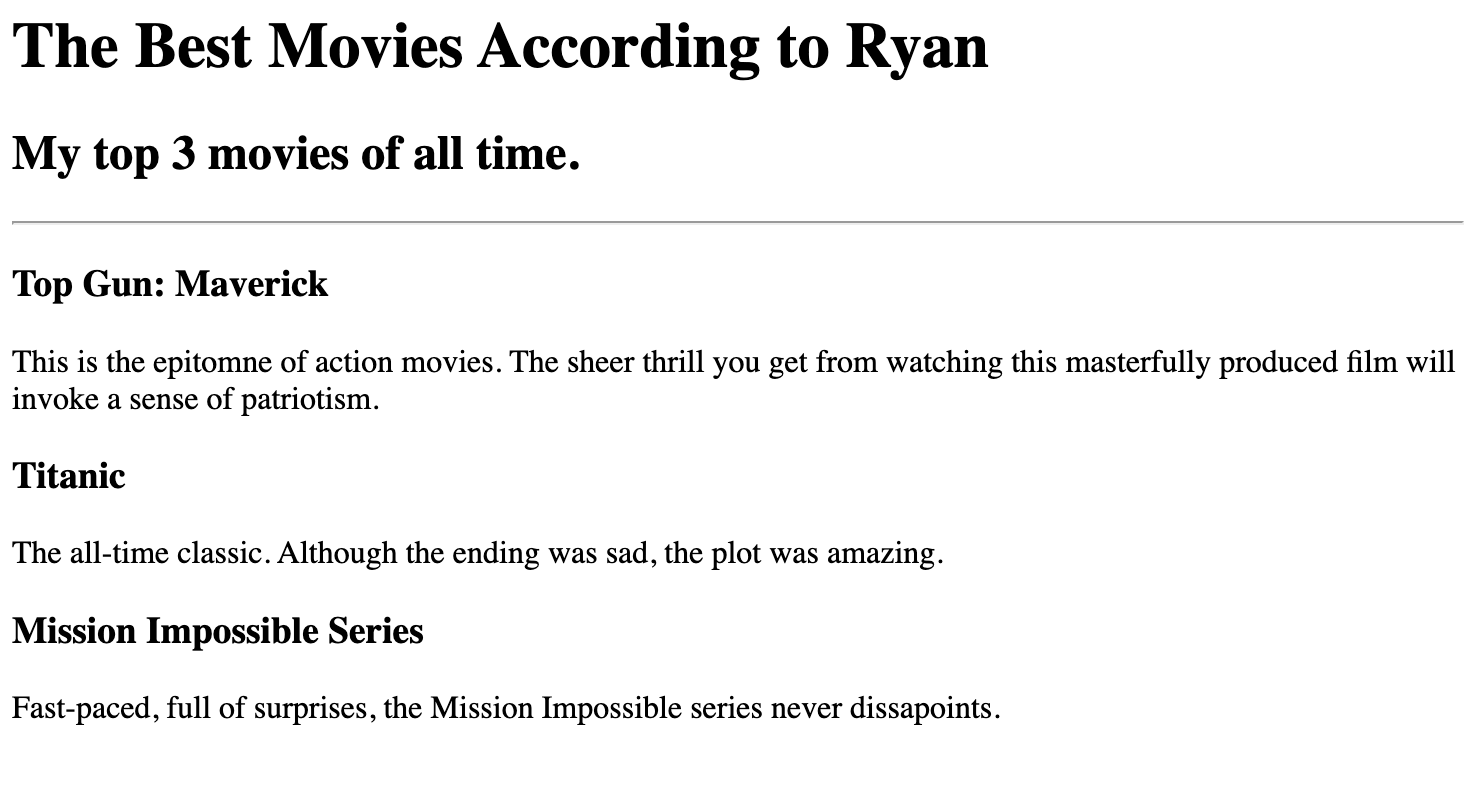 The Best Movies According to Ryan
My top 3 movies of all time.
Top Gun: Maverick
This is the epitomne of action movies. The sheer thrill you get from watching this masterfully produced film will
invoke a sense of patriotism.
Titanic
The all-time classic. Although the ending was sad, the plot was amazing.
Mission Impossible Series
Fast-paced, full of surprises, the Mission Impossible series never dissapoints.